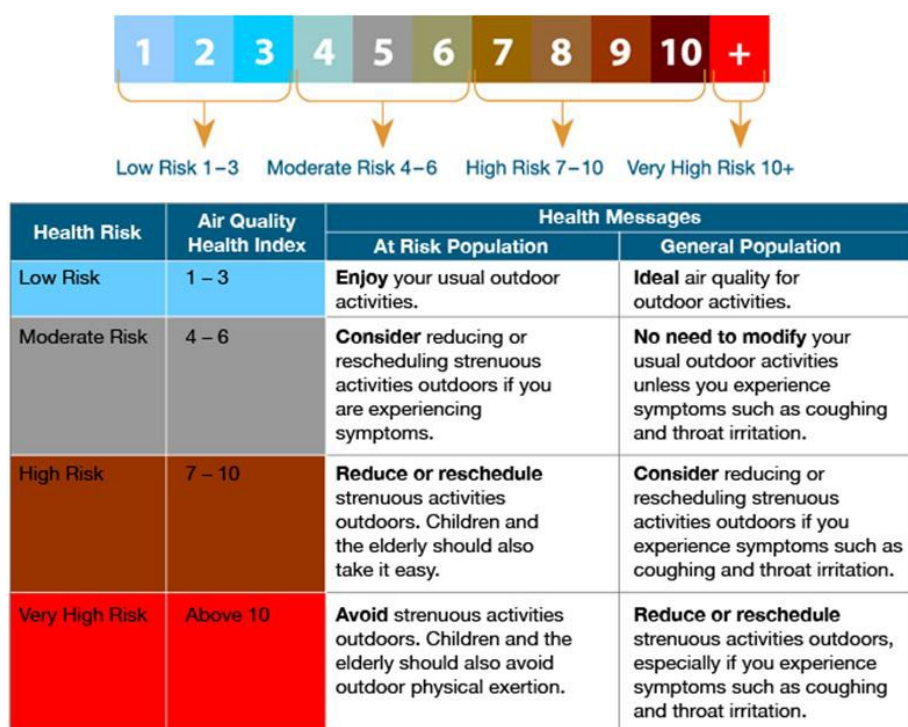 1 2 3 4 5 6 7 8 9 10 +
Low Risk 1–3 Moderate Risk 4–6 High Risk 7–10 Very High Risk 10+
Health Risk
Air Quality
Health Index
Health Messages
At Risk Population
General Population
Low Risk
1 – 3
Enjoy your usual outdoor
activities.
Ideal air quality for
outdoor activities.
Moderate Risk
4 – 6
Consider reducing or
rescheduling strenuous
activities outdoors if you
are experiencing
symptoms.
No need to modify your
usual outdoor activities
unless you experience
symptoms such as coughing
and throat irritation.
High Risk
7 – 10
Reduce or reschedule
strenuous activities
outdoors. Children and
the elderly should also
take it easy.
Consider reducing or
rescheduling strenuous
activities outdoors if you
experience symptoms such as
coughing and throat irritation.
Very High Risk
Above 10
Avoid strenuous activities
outdoors. Children and the
elderly should also avoid
outdoor physical exertion.
Reduce or reschedule
strenuous activities outdoors,
especially if you experience
symptoms such as coughing
and throat irritation.